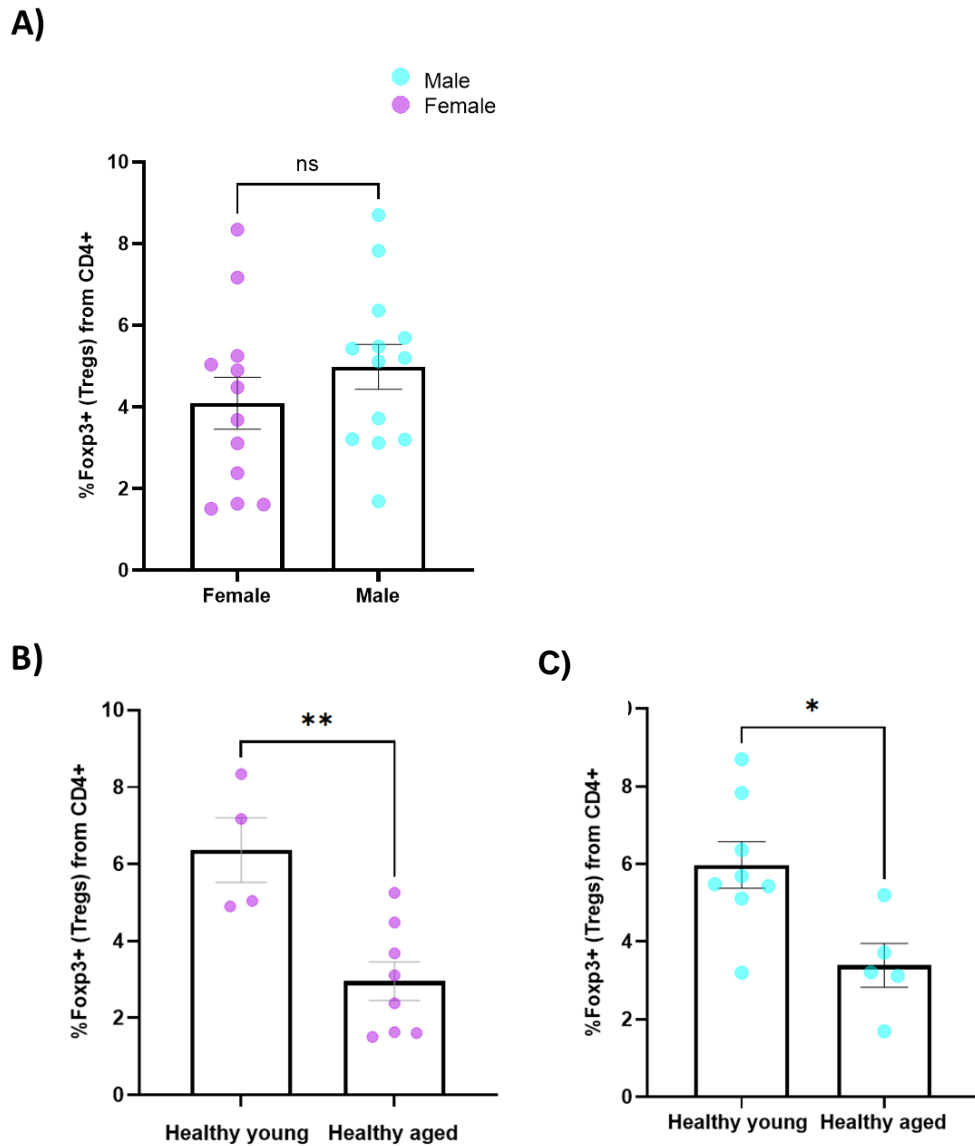 A)
Male
Female
ns
%Foxp3+ (Tregs) from CD4+
10
8
6
4
2
0
Female
Male
B)
**
%Foxp3+ (Tregs) from CD4+
10
8
6
4
2
0
Healthy young
Healthy aged
C)
*
%Foxp3+ (Tregs) from CD4+
8
6
4
2
0
Healthy young
Healthy aged